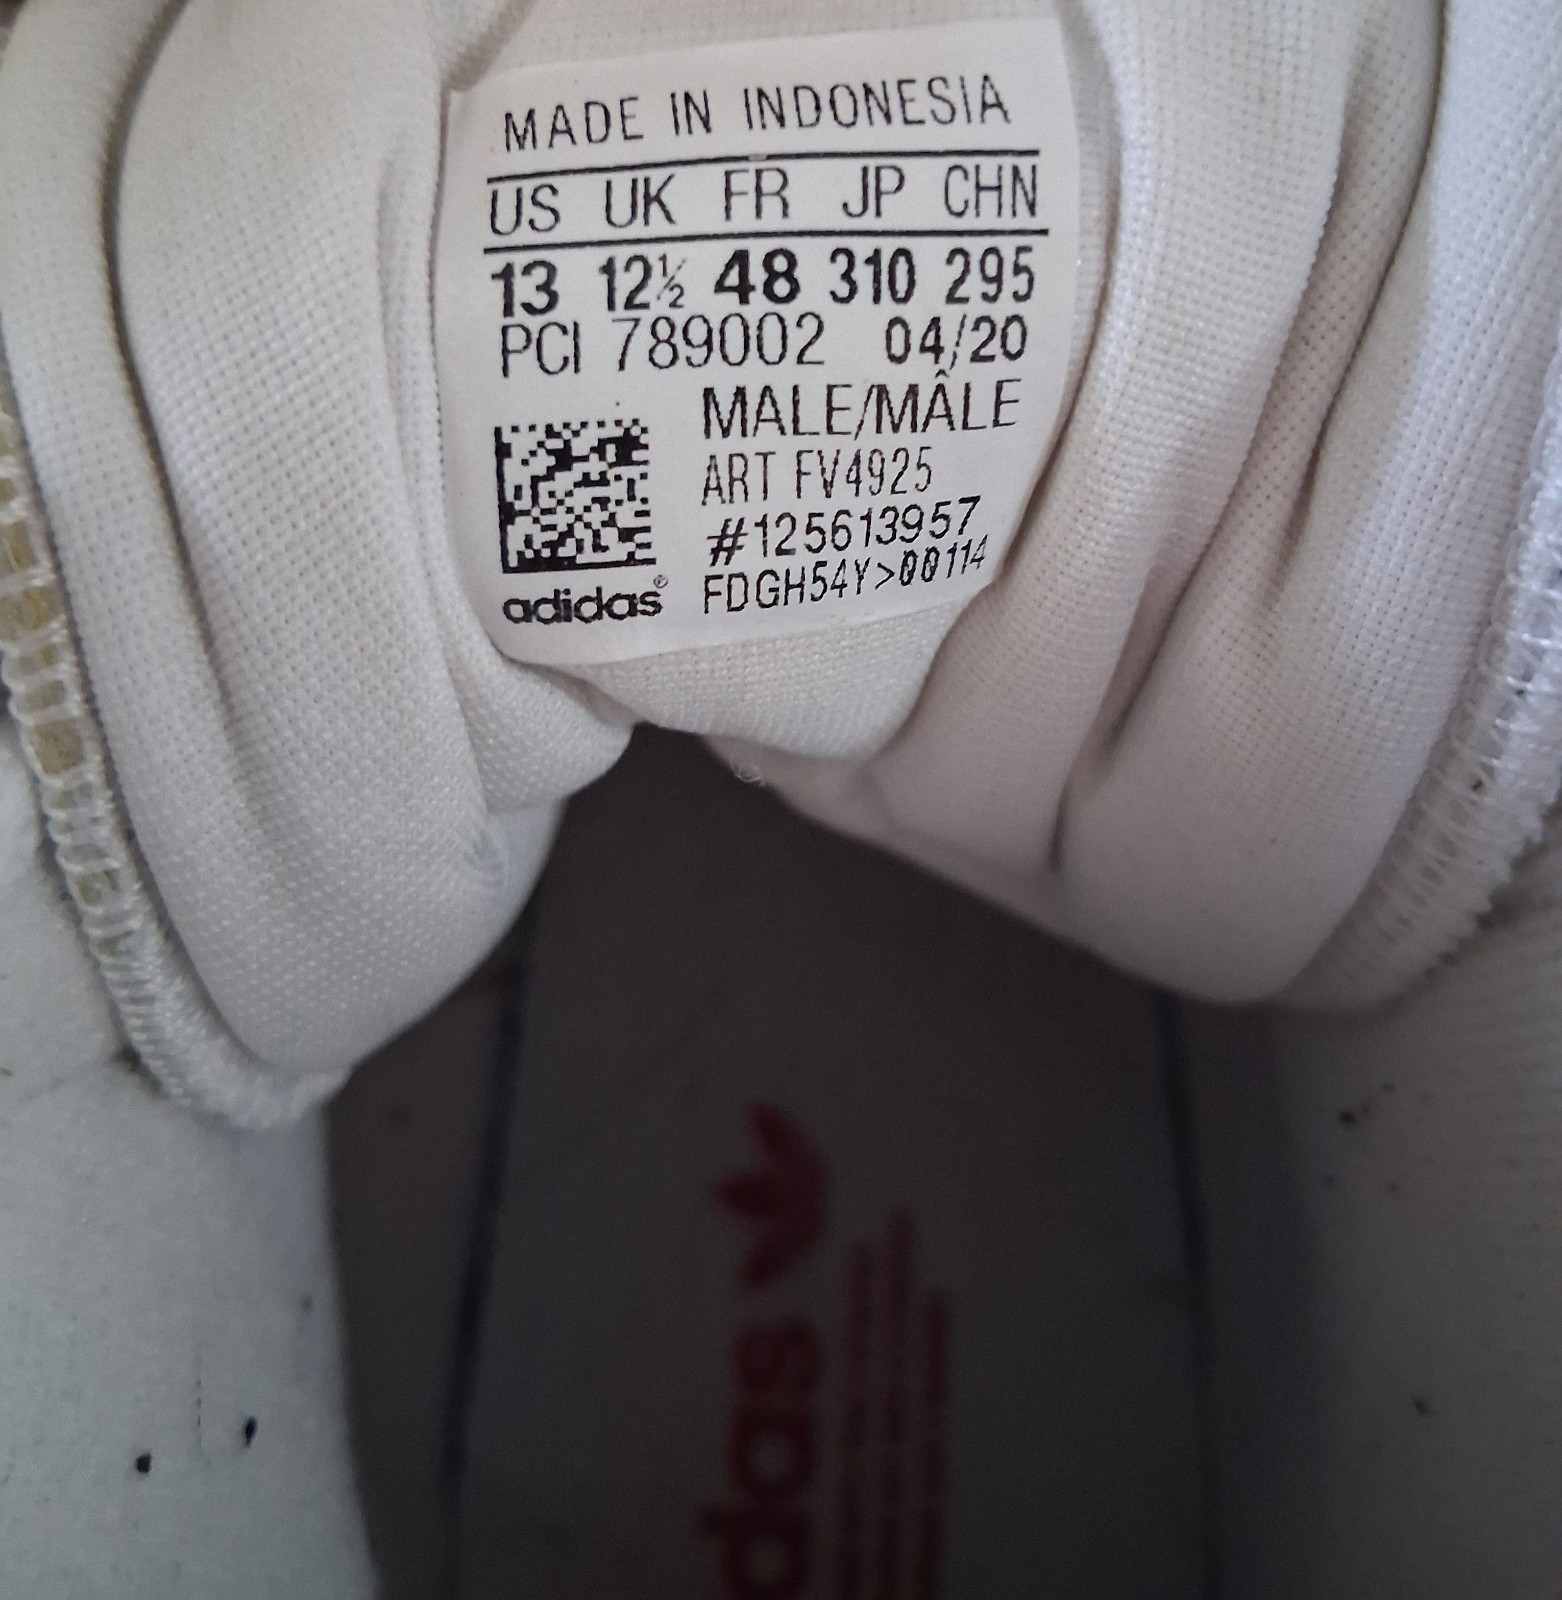 MADE IN INDONESIA
US UK FR JP CHN
13 12½ 48 310 295
PCI 789002 04/20
MALE/MÂLE
ART FV4925
#125613957
FDGH54Y>00114
adidas®
das